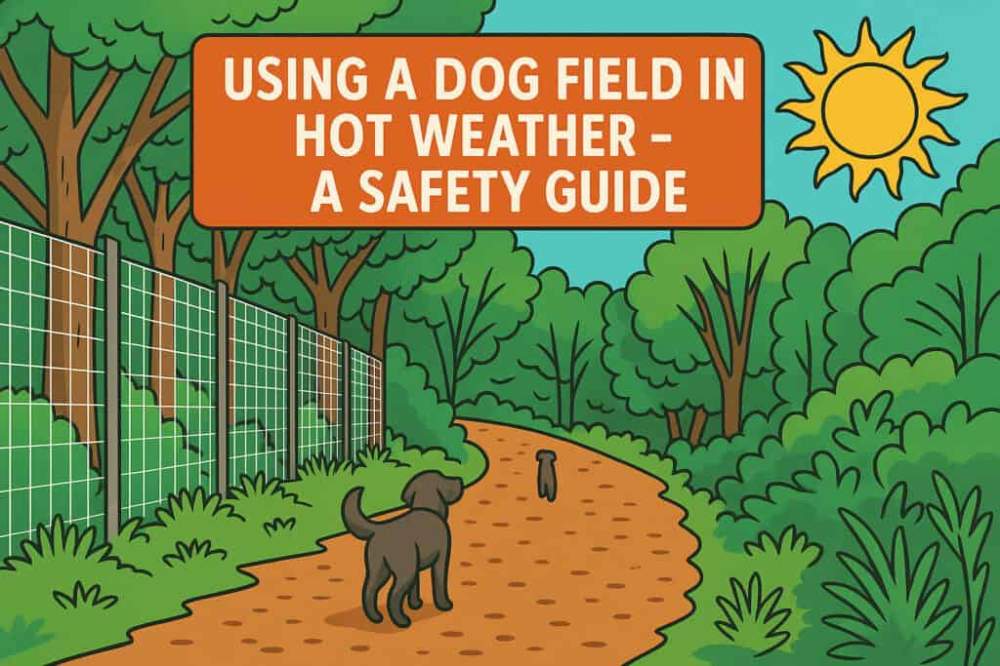 USING A DOG FIELD IN
HOT WEATHER –
A SAFETY GUIDE